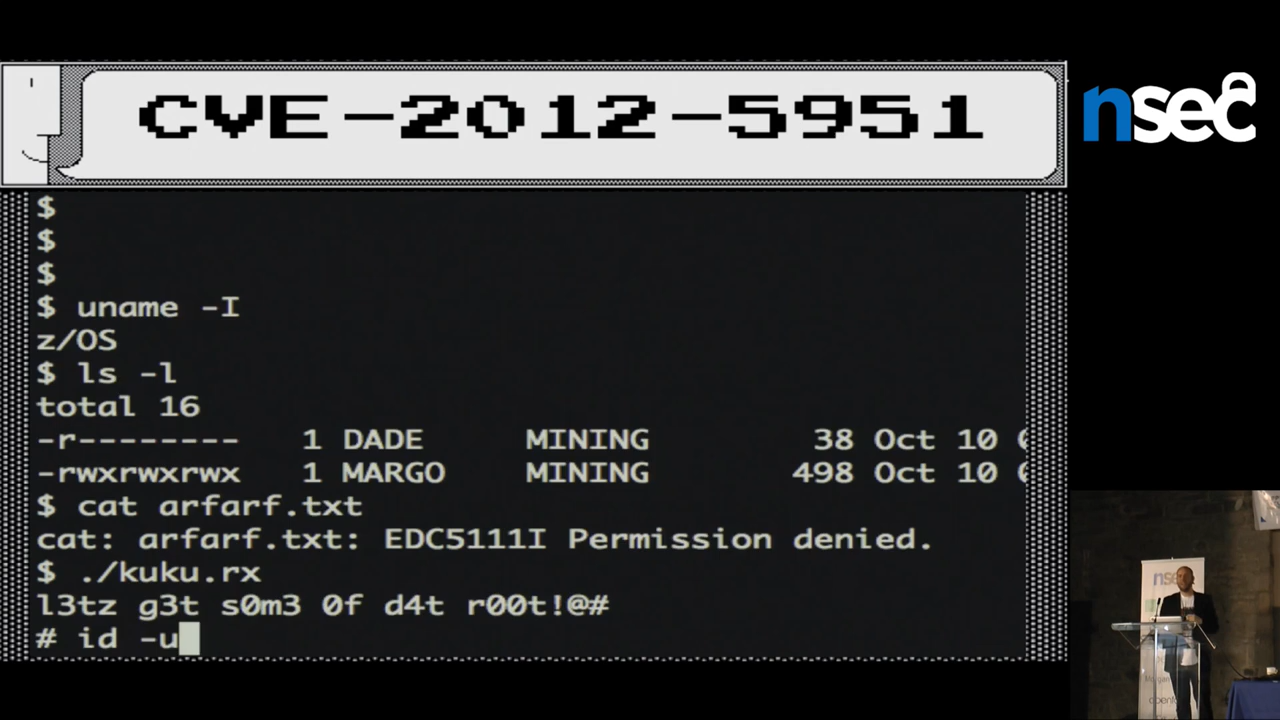 CVE-2012-5951
nsec
$
$
$
$ uname -I
z/OS
$ ls -l
total 16
-r-------- 1 DADE MINING 38 Oct 10
-rwxrwxrwx 1 MARGO MINING 498 Oct 10
$ cat arfarf.txt
cat: arfarf.txt: EDC5111I Permission denied.
$ ./kuku.rx
l3tz g3t s0m3 0f d4t r00t!@#
# id -u